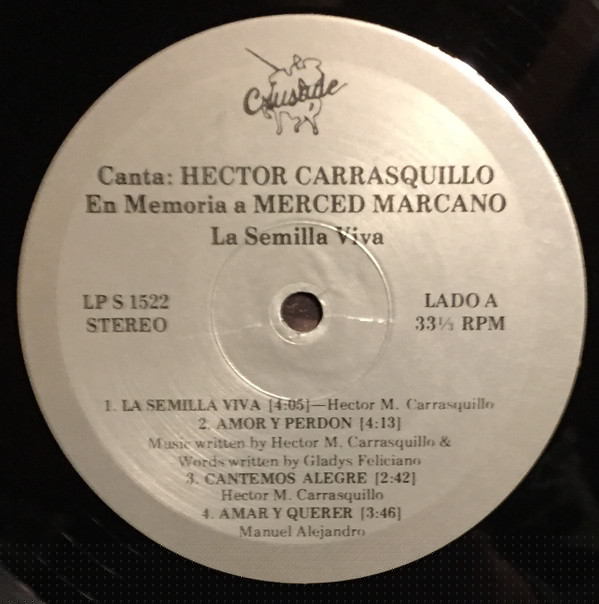 Crusade
Canta: HECTOR CARRASQUILLO
En Memoria a MERCED MARCANO
La Semilla Viva
LP S 1522
STEREO
LADO A
33⅓ RPM
1. LA SEMILLA VIVA [4:05]—Hector M. Carrasquillo
2. AMOR Y PERDON [4:13]
Music written by Hector M. Carrasquillo &
Words written by Gladys Feliciano
3. CANTEMOS ALEGRE [2:42]
Hector M. Carrasquillo
4. AMAR Y QUERER [3:46]
Manuel Alejandro